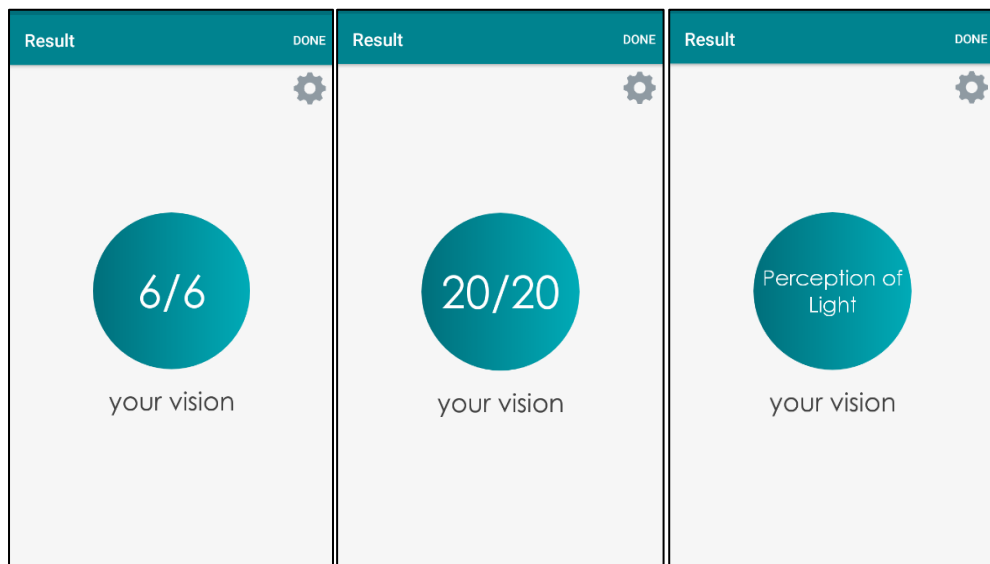 Result DONE
6/6
your vision
Result DONE
20/20
your vision
Result DONE
Perception of
Light
your vision